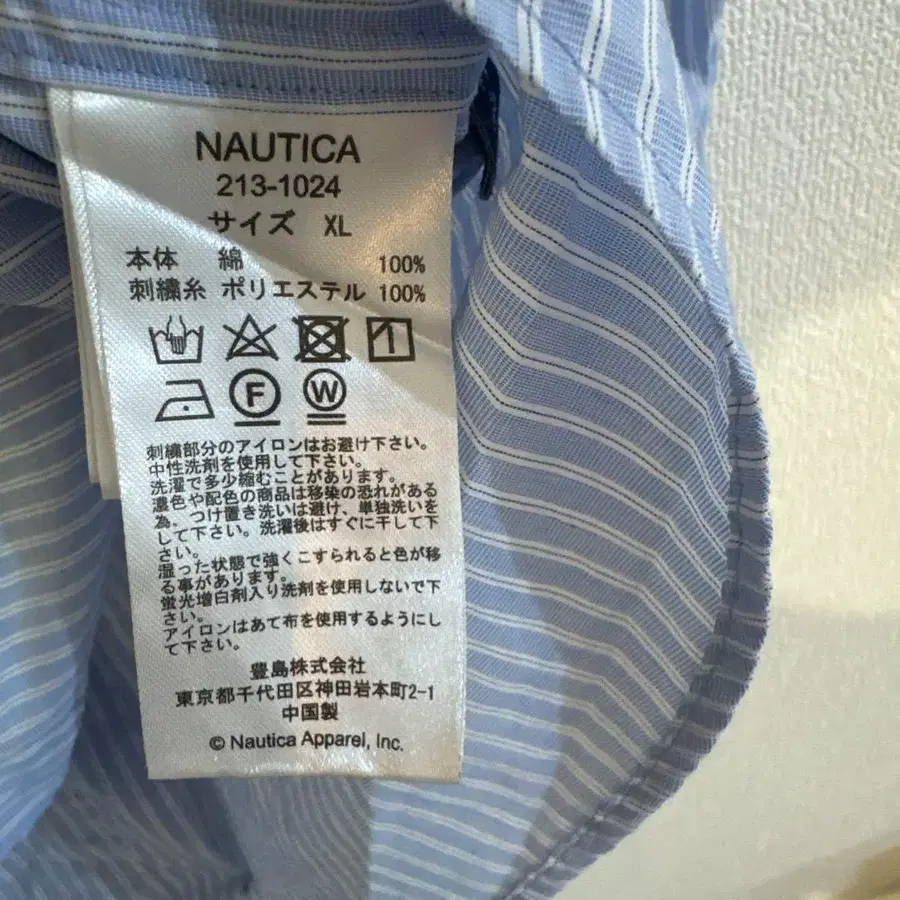 NAUTICA
213-1024
サイズ XL
本体 綿 100%
刺繍糸 ポリエステル 100%
F W
刺繍部分のアイロンはお避け下さい。
中性洗剤を使用して下さい。
洗濯で多少縮むことがあります。
濃色や配色の商品は移染の恐れがある
為、つけ置き洗いは避け、単独洗いを
して下さい。洗濯後はすぐに干して下
さい。
湿った状態で強くこすられると色が移
る事があります。
蛍光増白剤入り洗剤を使用しないで下
さい。
アイロンはあて布を使用するようにし
て下さい。
豊島株式会社
東京都千代田区神田岩本町2-1
中国製
© Nautica Apparel, Inc.